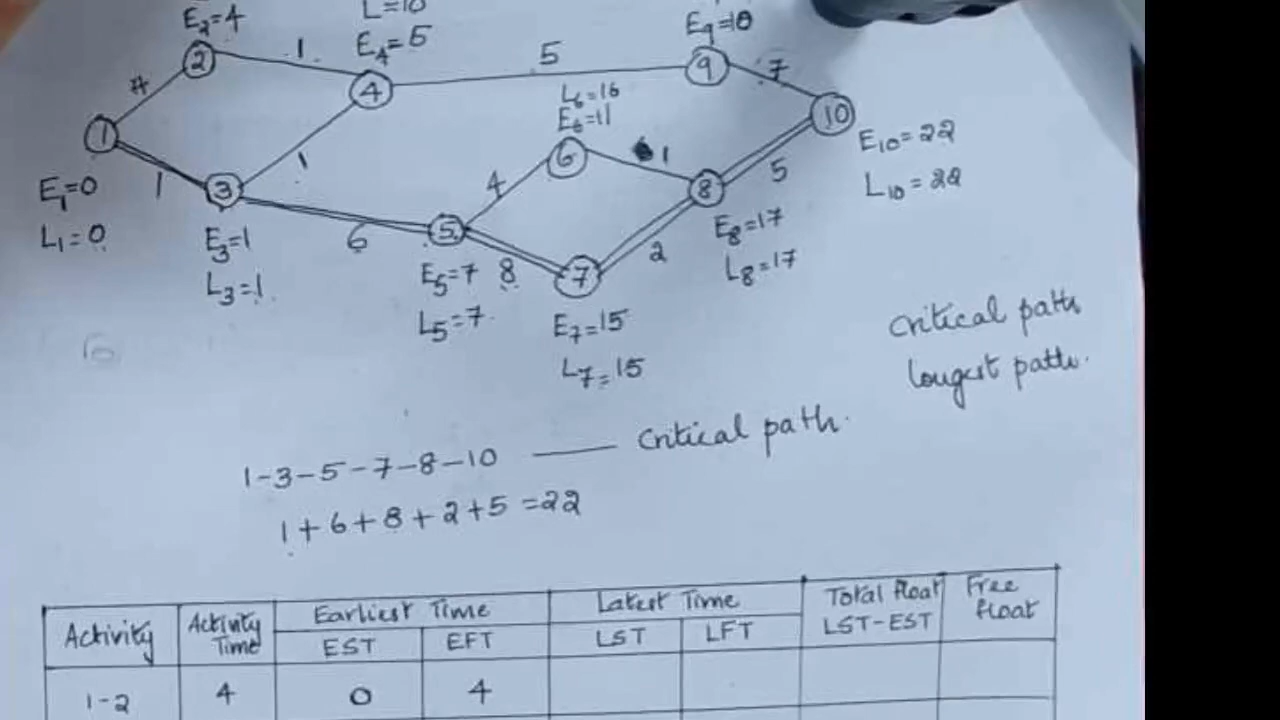 E2=4
L=10
E4=5
E9=10
1
5
7
4
2
4
9
10
L6=16
E6=11
1
6
1
E10=22
L10=22
E1=0
L1=0
1
3
1
4
8
5
6
5
8
7
2
E3=1
L3=1
E5=7
L5=7
E8=17
L8=17
E7=15
L7=15
Critical path
longest path.
1-3-5-7-8-10 —— Critical path.
1+6+8+2+5=22
Activity Activity Time Earliest Time Latest Time Total float LST-EST Free float
EST EFT LST LFT
1-2 4 0 4